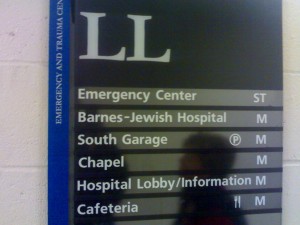 EMERGENCY AND TRAUMA CEN
LL
Emergency Center ST
Barnes-Jewish Hospital M
South Garage P M
Chapel M
Hospital Lobby/Information M
Cafeteria M